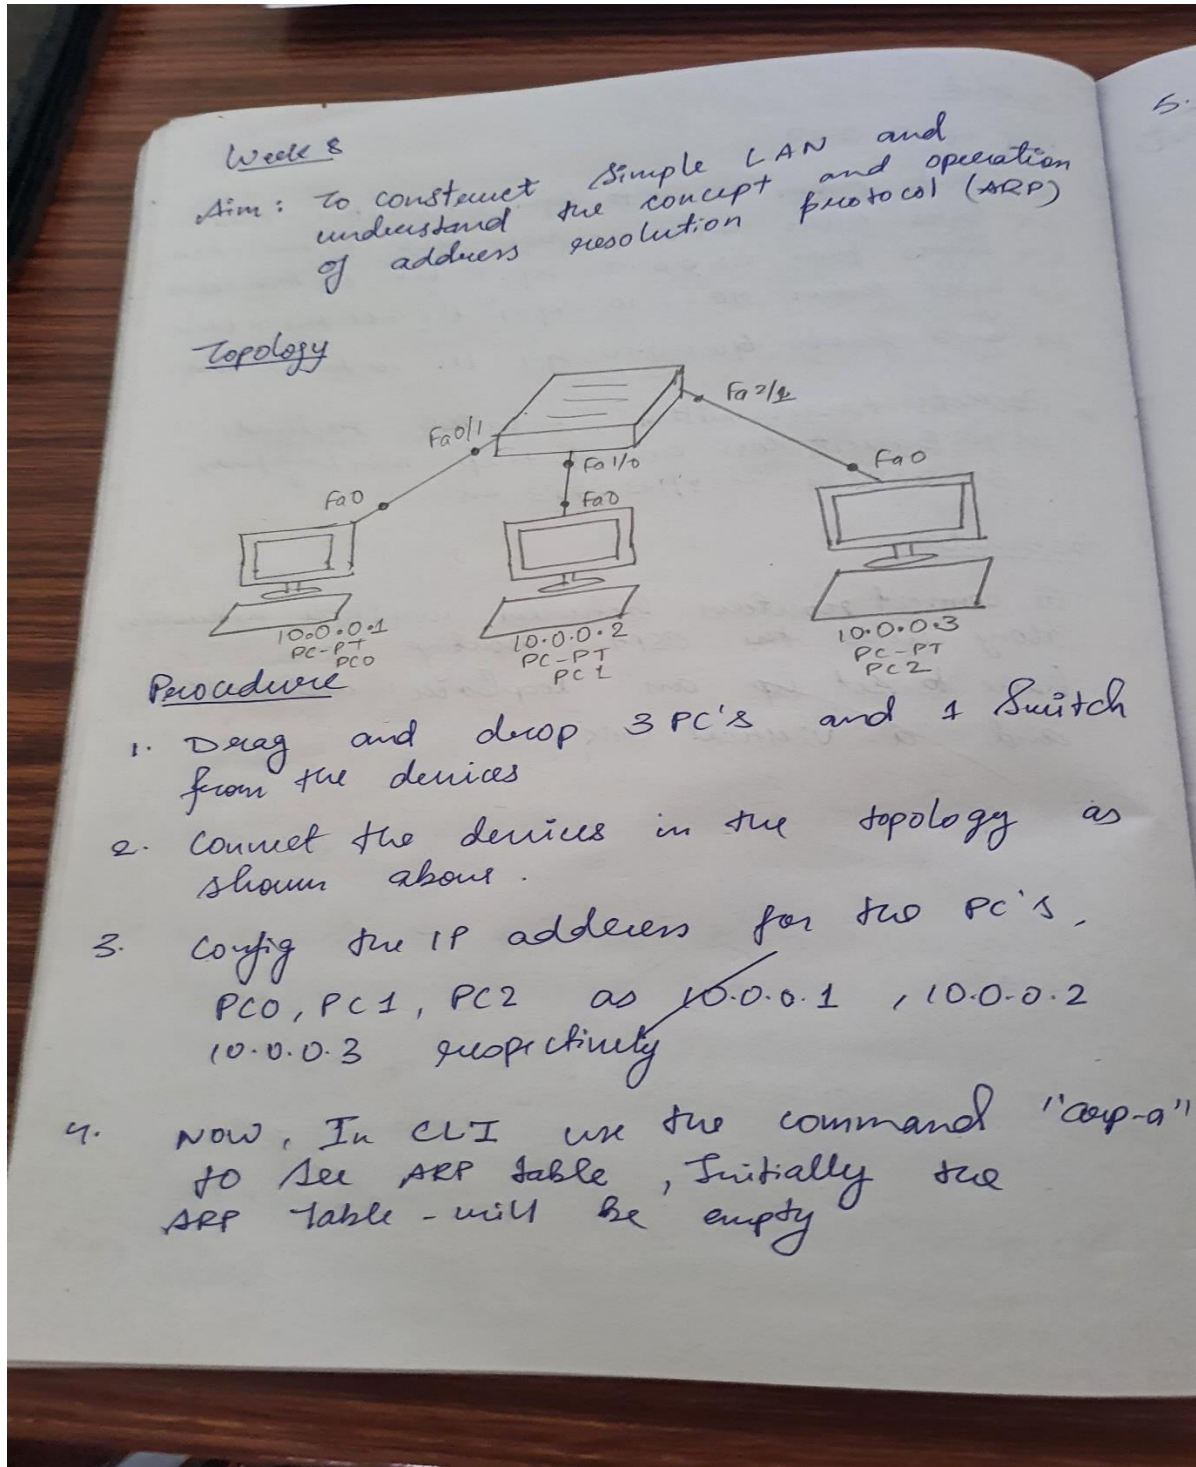 Week 8
5.
Aim: To construct simple LAN and
understand the concept and operation
of address resolution protocol (ARP)
Topology
Fa0/1
Fa 2/1
Fa 1/0
Fa0
Fa0
Fa0
10.0.0.1
PC-PT
PC0
10.0.0.2
PC-PT
PC1
10.0.0.3
PC-PT
PC2
Procedure
1. Drag and drop 3 PC's and 1 Switch
from the devices
2. Connect the devices in the topology as
shown above.
3. Config the IP address for the PC's,
PC0, PC1, PC2 as 10.0.0.1, 10.0.0.2
10.0.0.3 respectively
4. Now, In CLI use the command "arp-a"
to see ARP table, Initially the
ARP Table - will be empty